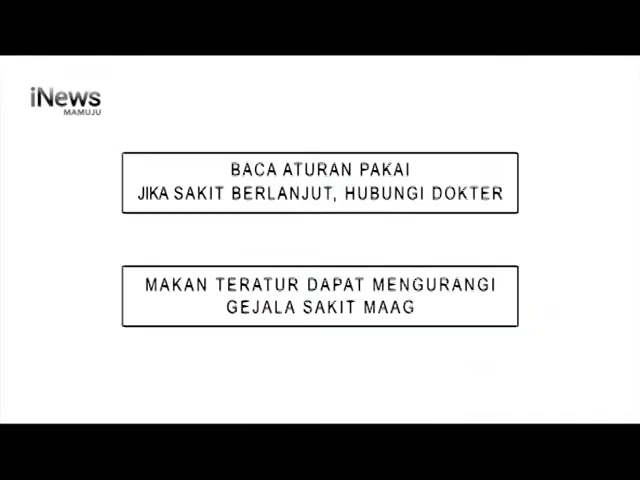 iNews
MAMUJU
BACA ATURAN PAKAI
JIKA SAKIT BERLANJUT, HUBUNGI DOKTER
MAKAN TERATUR DAPAT MENGURANGI
GEJALA SAKIT MAAG